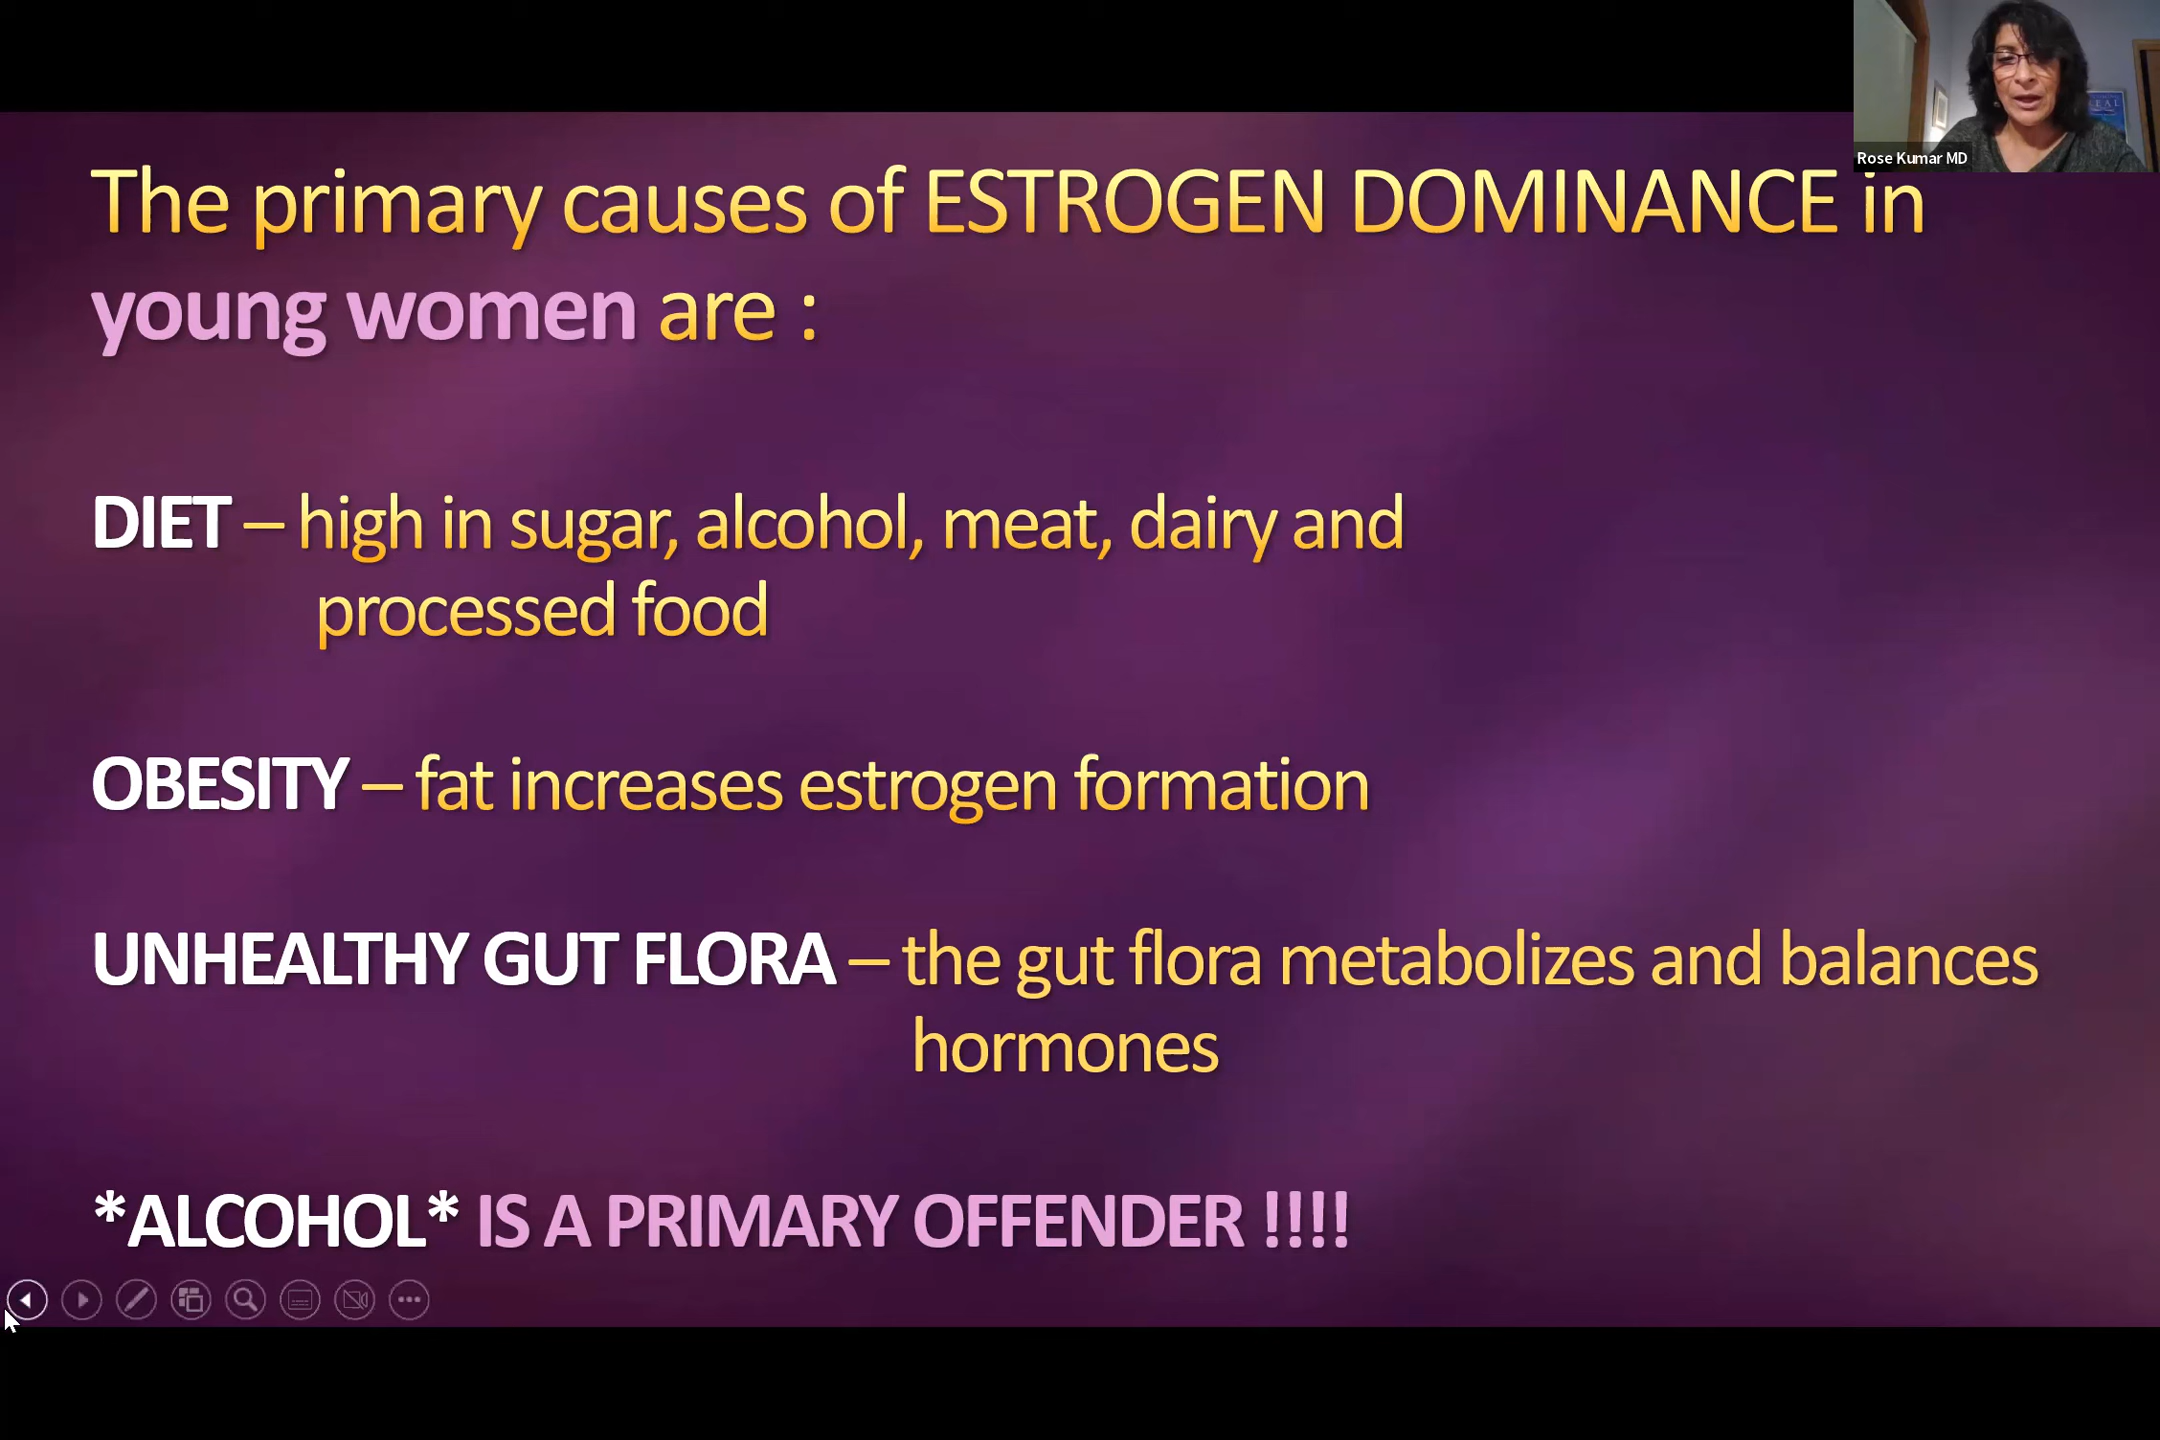 Rose Kumar MD
The primary causes of ESTROGEN DOMINANCE in
young women are :
DIET – high in sugar, alcohol, meat, dairy and
processed food
OBESITY – fat increases estrogen formation
UNHEALTHY GUT FLORA – the gut flora metabolizes and balances
hormones
*ALCOHOL* IS A PRIMARY OFFENDER !!!!